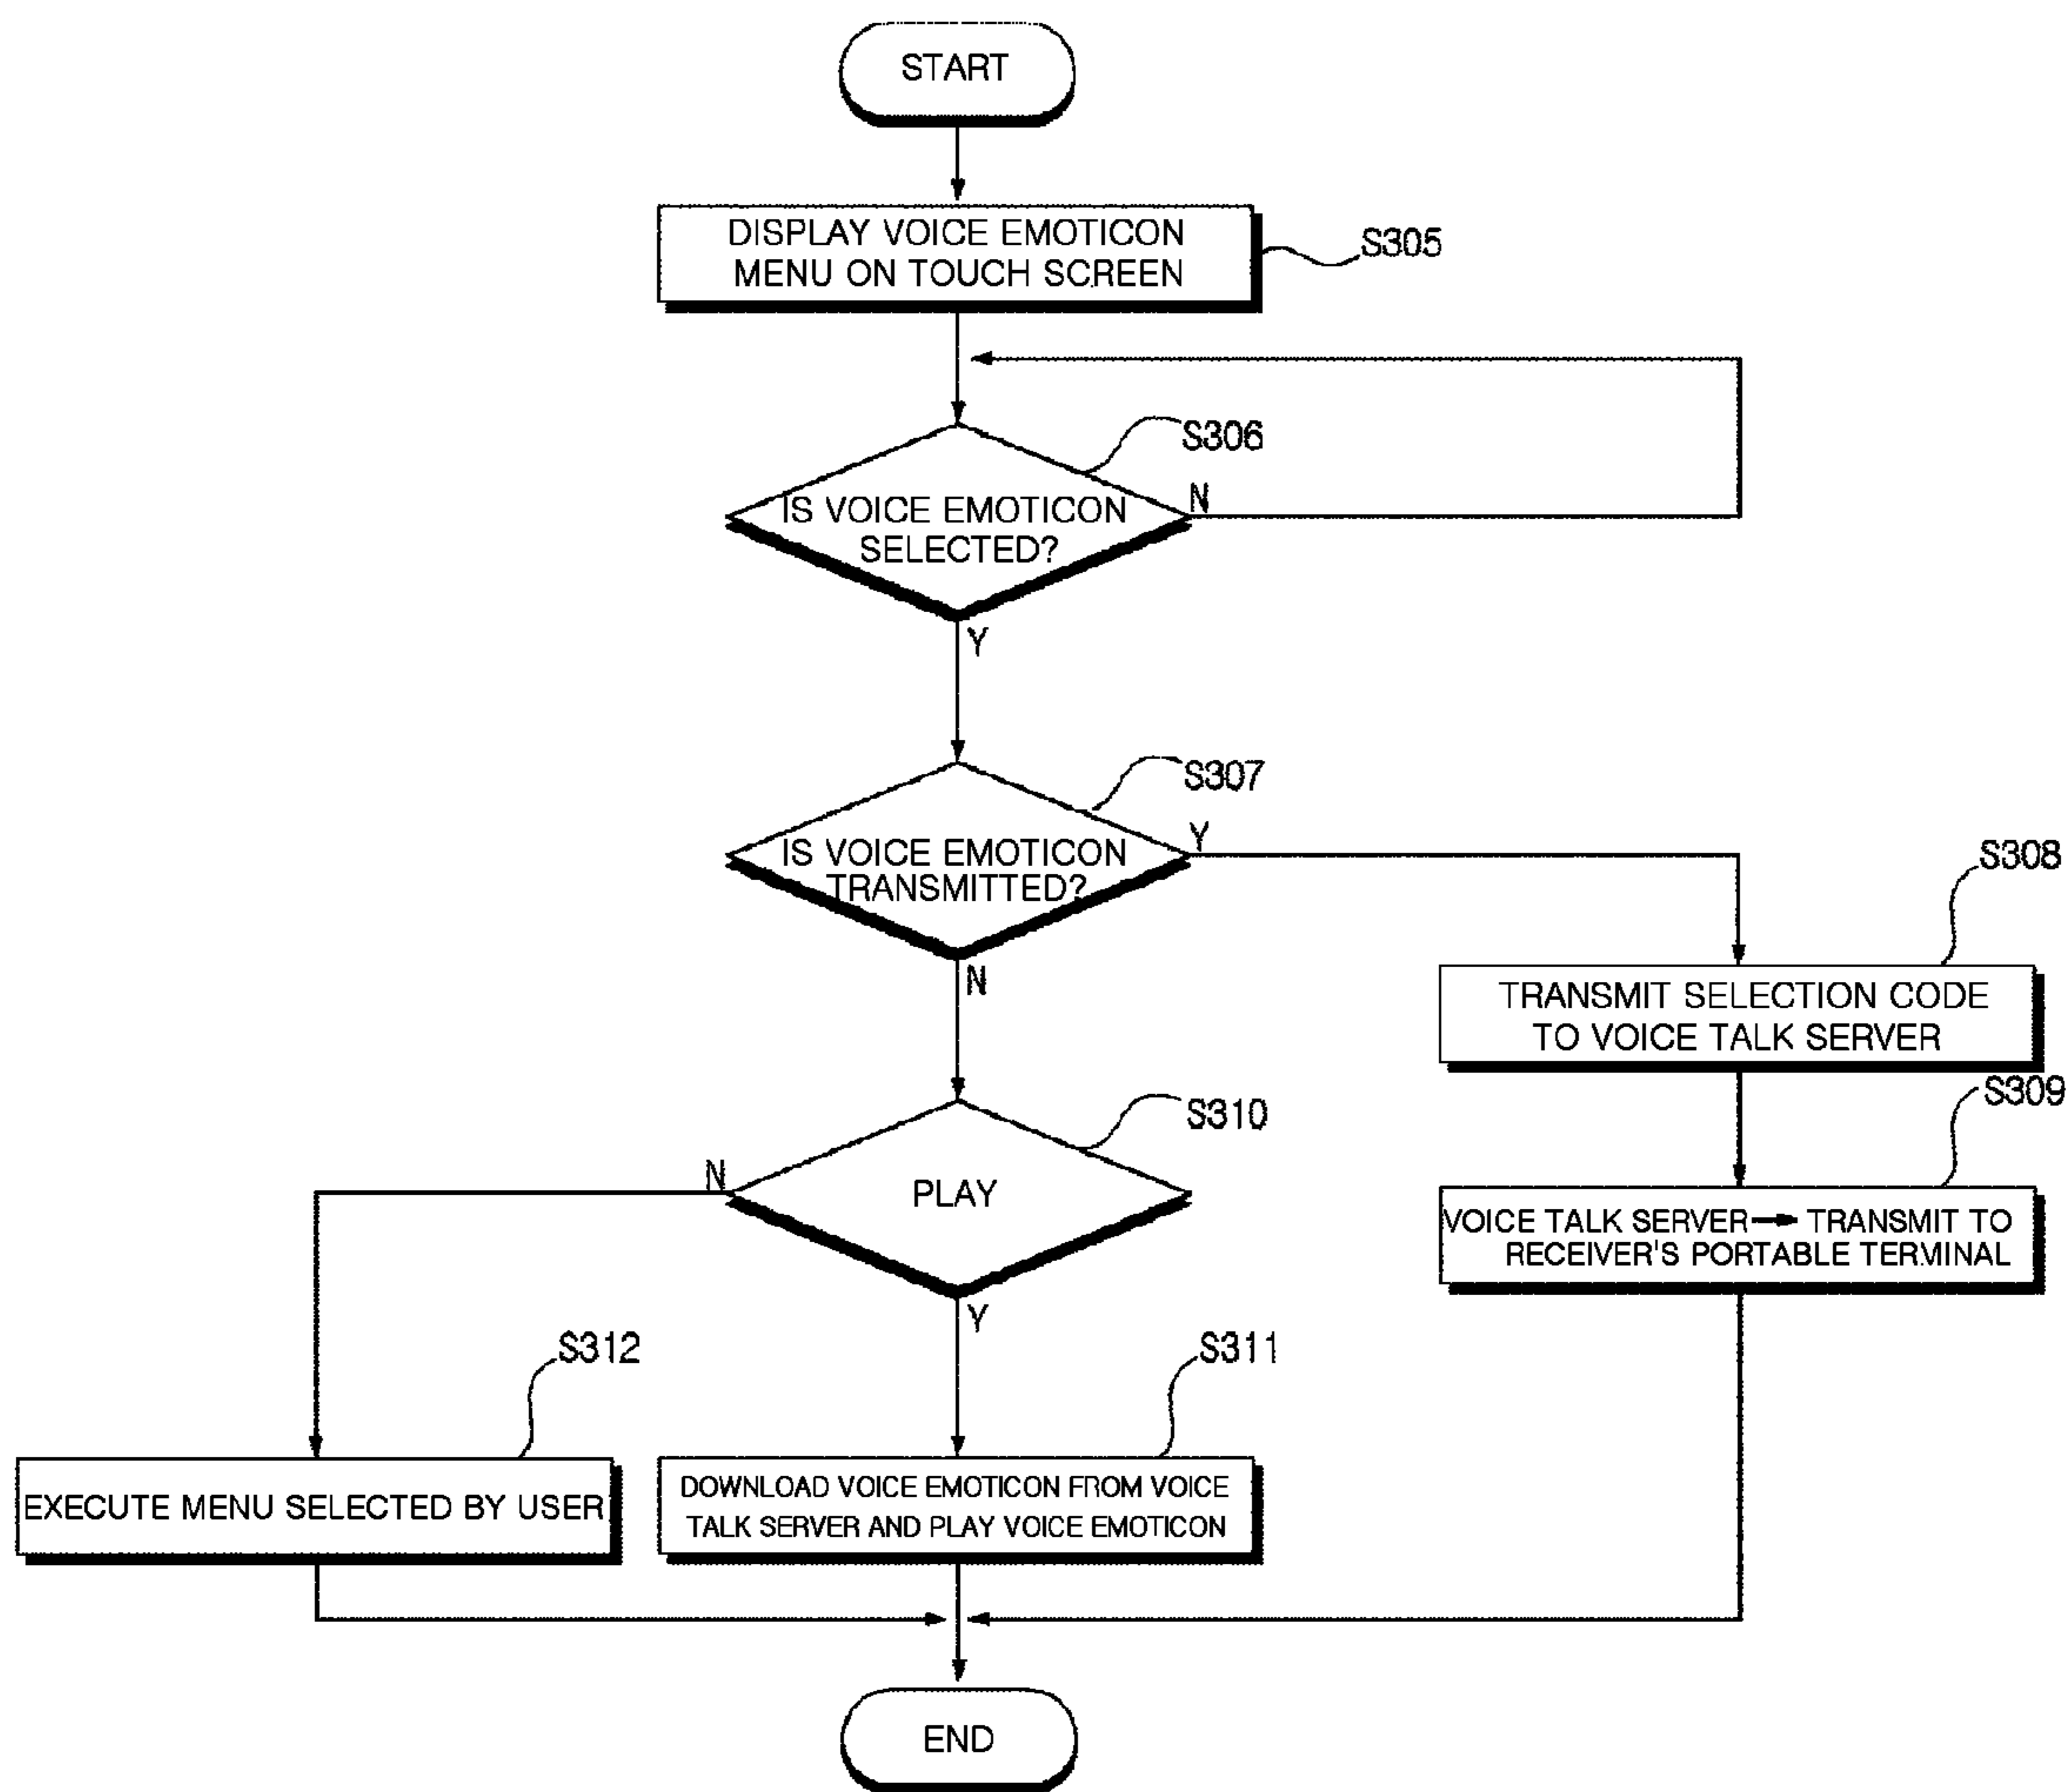 START
DISPLAY VOICE EMOTICON
MENU ON TOUCH SCREEN
S305
S306
IS VOICE EMOTICON
SELECTED?
N
Y
S307
IS VOICE EMOTICON
TRANSMITTED?
Y
N
S308
TRANSMIT SELECTION CODE
TO VOICE TALK SERVER
S309
VOICE TALK SERVER → TRANSMIT TO
RECEIVER'S PORTABLE TERMINAL
S310
PLAY
N
Y
S312
EXECUTE MENU SELECTED BY USER
S311
DOWNLOAD VOICE EMOTICON FROM VOICE
TALK SERVER AND PLAY VOICE EMOTICON
END